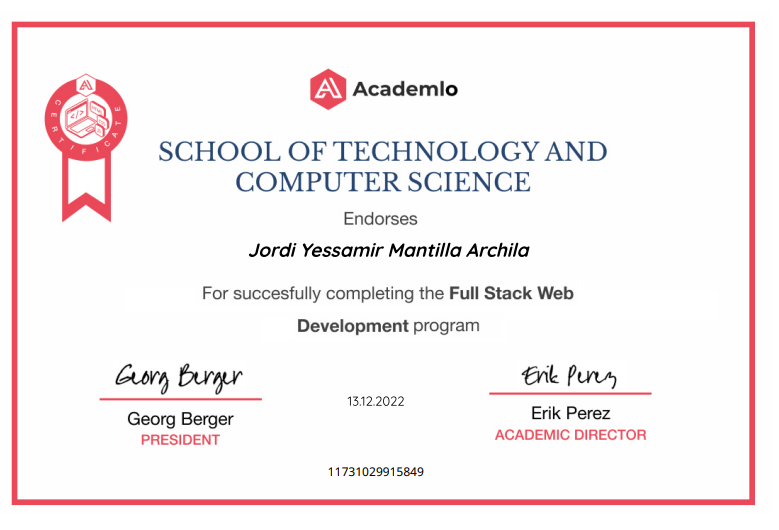 Academlo
CERTIFICATE
SCHOOL OF TECHNOLOGY AND
COMPUTER SCIENCE
Endorses
Jordi Yessamir Mantilla Archila
For succesfully completing the Full Stack Web
Development program
Georg Berger
Erik Perez
13.12.2022
Georg Berger
Erik Perez
PRESIDENT
ACADEMIC DIRECTOR
11731029915849